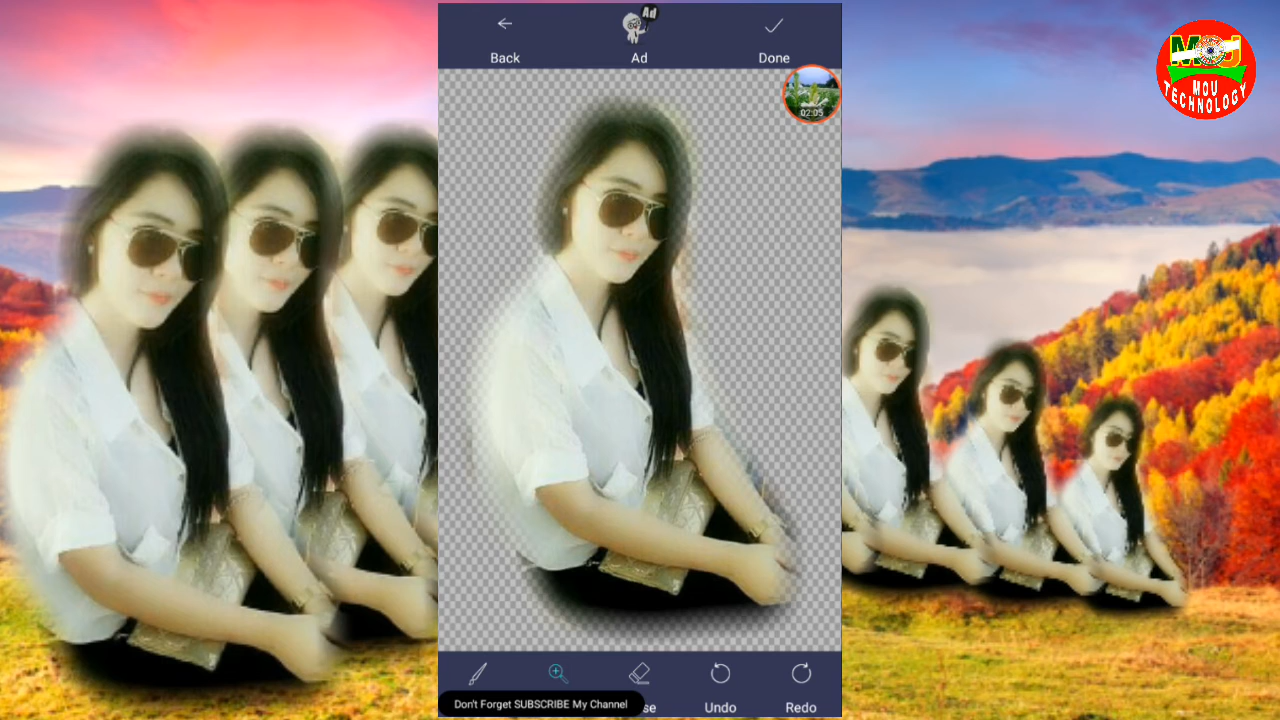 Back
Ad
Ad
Done
MOU
MOU
TECHNOLOGY
02:05
Don't Forget SUBSCRIBE My Channel
se
Undo
Redo